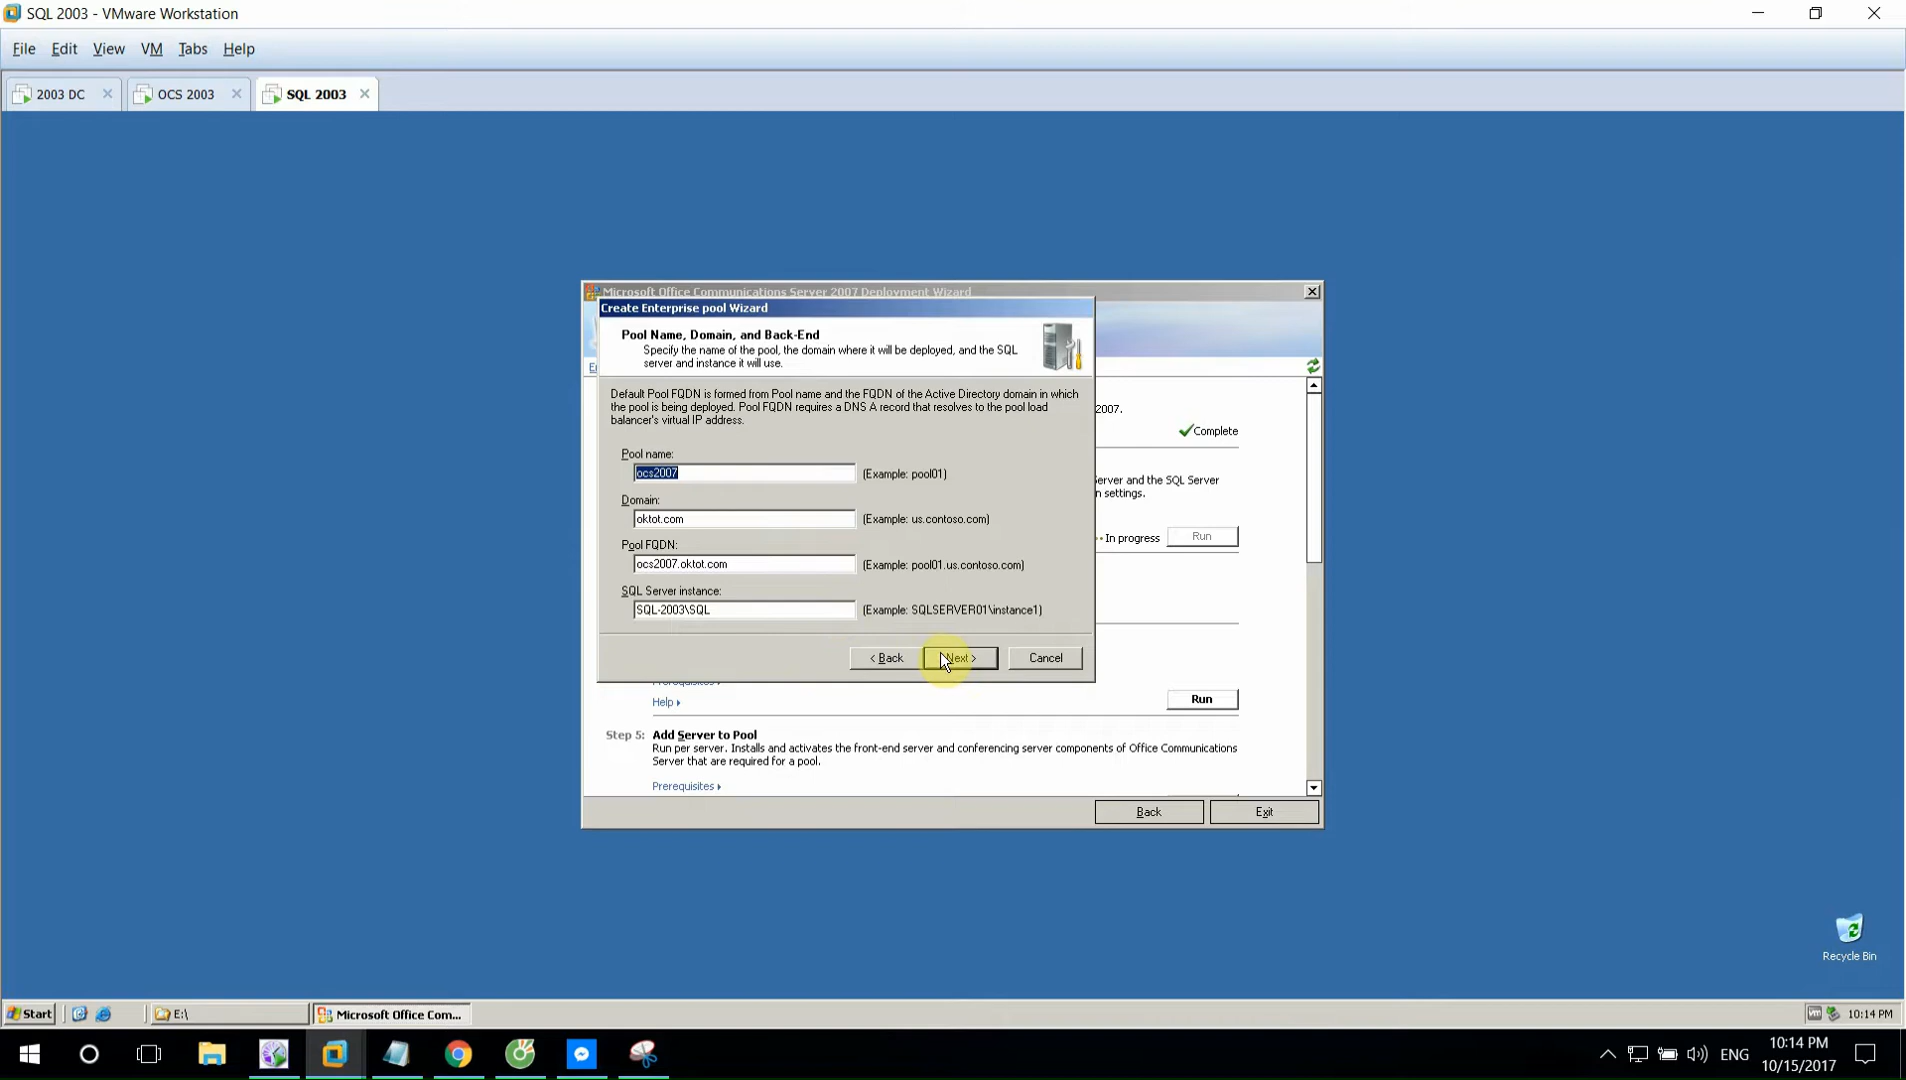 SQL 2003 - VMware Workstation
File Edit View VM Tabs Help
2003 DC
OCS 2003
SQL 2003
Microsoft Office Communications Server 2007 Deployment Wizard
Create Enterprise pool Wizard
Pool Name, Domain, and Back-End
Specify the name of the pool, the domain where it will be deployed, and the SQL
server and instance it will use.
Default Pool FQDN is formed from Pool name and the FQDN of the Active Directory domain in which
the pool is being deployed. Pool FQDN requires a DNS A record that resolves to the pool load
balancer's virtual IP address.
2007.
Complete
Pool name:
ocs2007 (Example: pool01)
Server and the SQL Server
n settings.
Domain:
oktot.com (Example: us.contoso.com)
In progress Run
Pool FQDN:
ocs2007.oktot.com (Example: pool01.us.contoso.com)
SQL Server instance:
SQL-2003\SQL (Example: SQLSERVER01\instance1)
< Back Next > Cancel
Prerequisites
Help Run
Step 5: Add Server to Pool
Run per server. Installs and activates the front-end server and conferencing server components of Office Communications
Server that are required for a pool.
Prerequisites
Back Exit
Recycle Bin
Start E:\ Microsoft Office Com... vm 10:14 PM
ENG 10:14 PM
10/15/2017